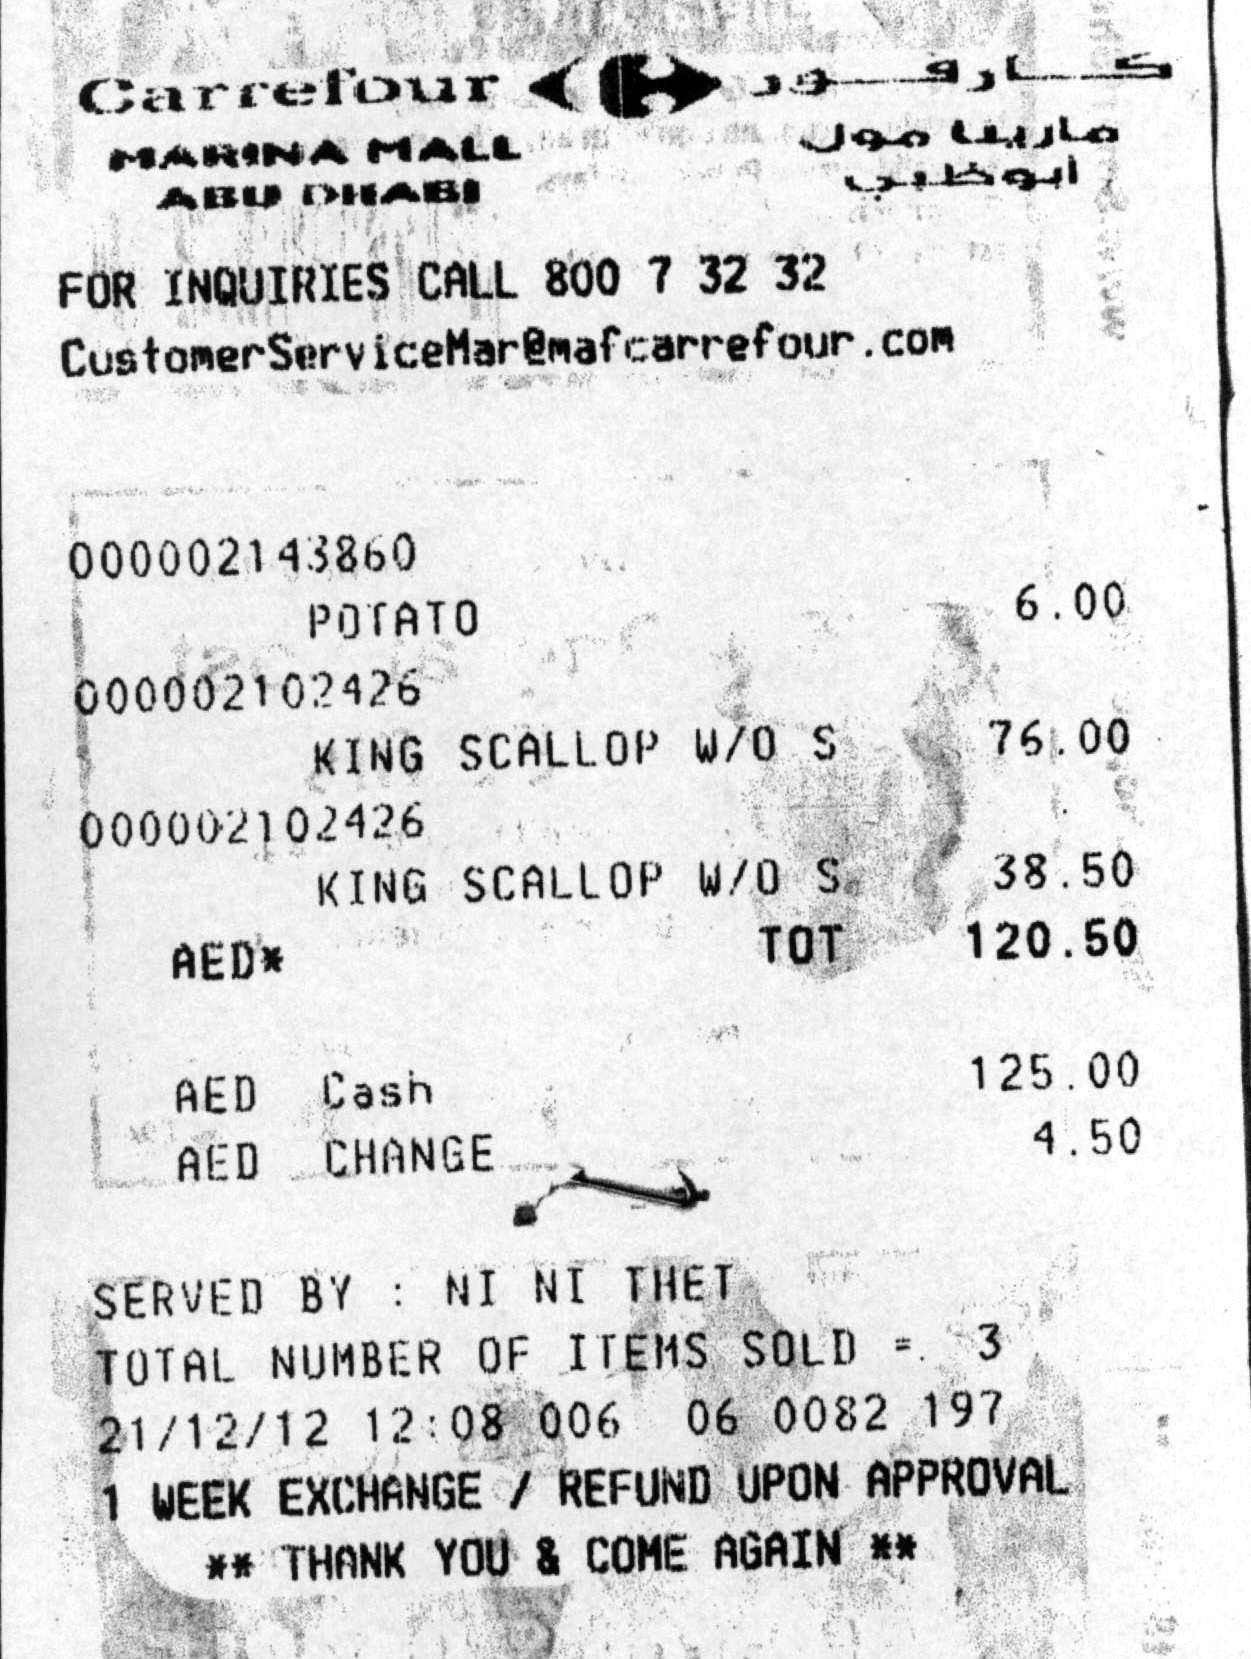 Carrefour كارفور
MARINA MALL مارينا مول
ABU DHABI أبوظبي
FOR INQUIRIES CALL 800 7 32 32
CustomerServiceMar@mafcarrefour.com
000002143860
POTATO 6.00
000002102426
KING SCALLOP W/O S 76.00
000002102426
KING SCALLOP W/O S 38.50
AED* TOT 120.50
AED Cash 125.00
AED CHANGE 4.50
SERVED BY : NI NI THET
TOTAL NUMBER OF ITEMS SOLD = 3
21/12/12 12:08 006 06 0082 197
1 WEEK EXCHANGE / REFUND UPON APPROVAL
** THANK YOU & COME AGAIN **